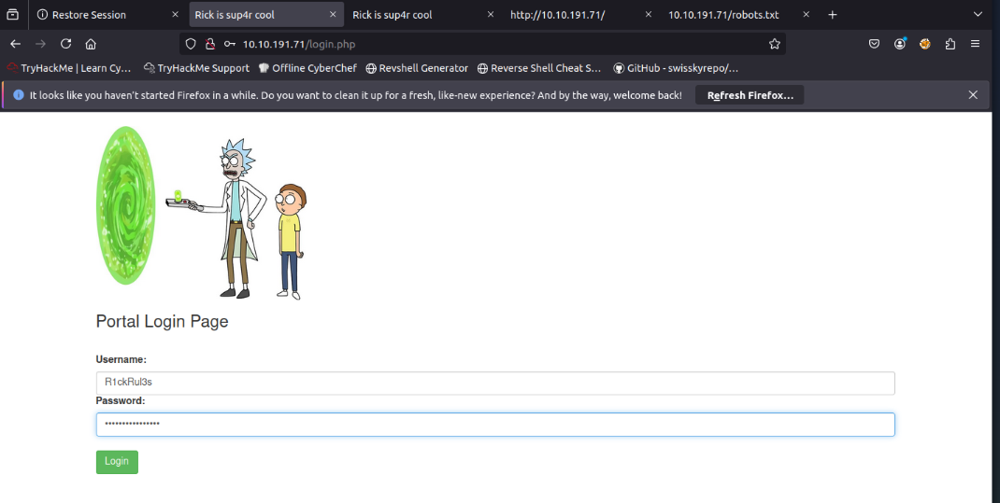 Restore Session
Rick is sup4r cool
Rick is sup4r cool
http://10.10.191.71/
10.10.191.71/robots.txt
10.10.191.71/login.php
TryHackMe | Learn Cy…
TryHackMe Support
Offline CyberChef
Revshell Generator
Reverse Shell Cheat S…
GitHub - swisskyrepo/…
It looks like you haven't started Firefox in a while. Do you want to clean it up for a fresh, like-new experience? And by the way, welcome back!
Refresh Firefox…
Portal Login Page
Username:
R1ckRul3s
Password:
••••••••••••••••
Login